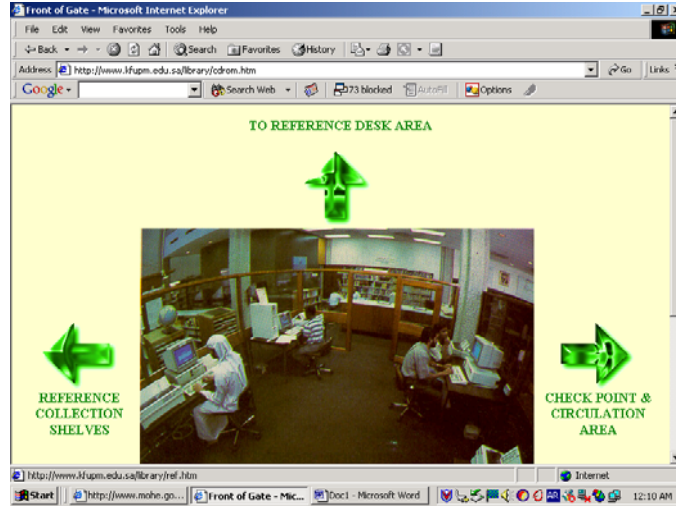 Front of Gate - Microsoft Internet Explorer
File Edit View Favorites Tools Help
Back Search Favorites History
Address http://www.kfupm.edu.sa/library/cdrom.htm Go Links
Google Search Web 973 blocked AutoFill Options
TO REFERENCE DESK AREA
REFERENCE
COLLECTION
SHELVES
CHECK POINT &
CIRCULATION
AREA
http://www.kfupm.edu.sa/library/ref.htm Internet
Start http://www.mohe.go... Front of Gate - Mic... Doc1 - Microsoft Word AR 12:10 AM